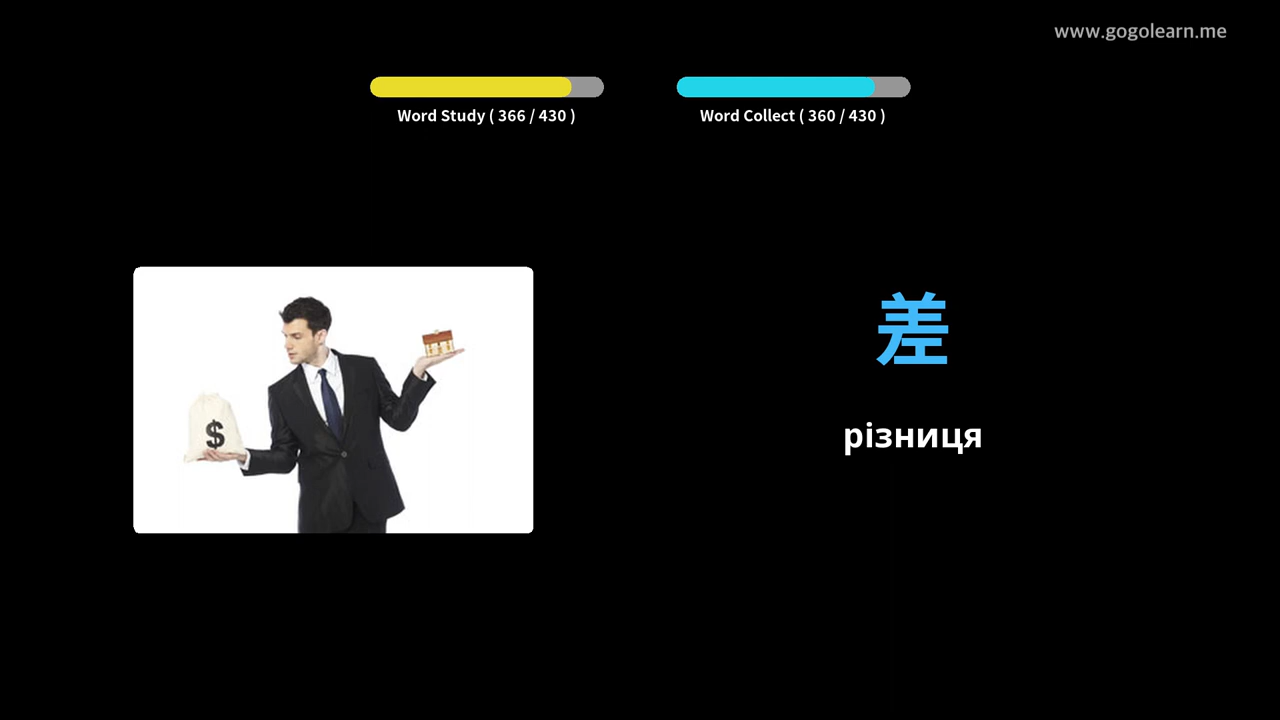 www.gogolearn.me
Word Study ( 366 / 430 )
Word Collect ( 360 / 430 )
差
різниця
$